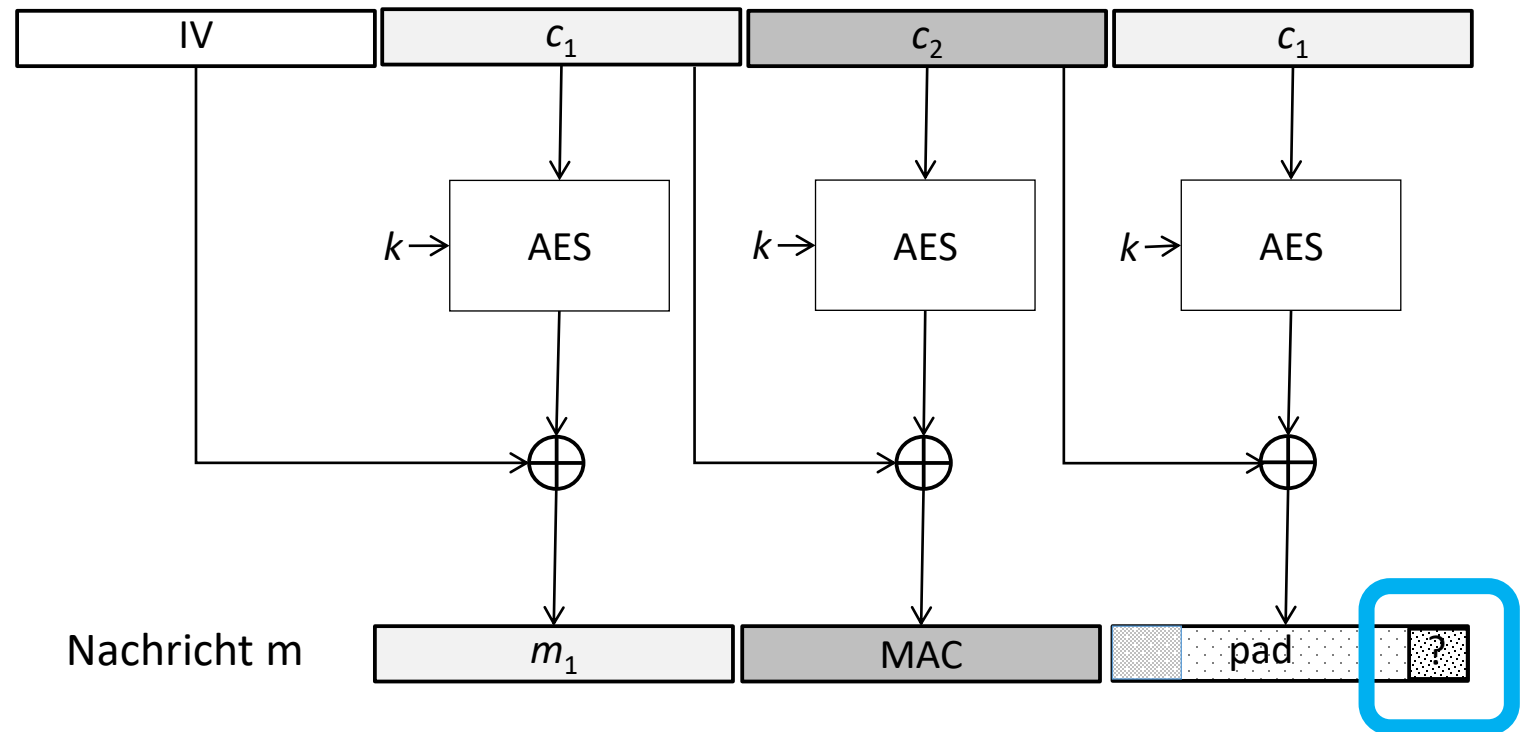 IV c₁ c₂ c₁
k AES k AES k AES
Nachricht m m₁ MAC pad ?